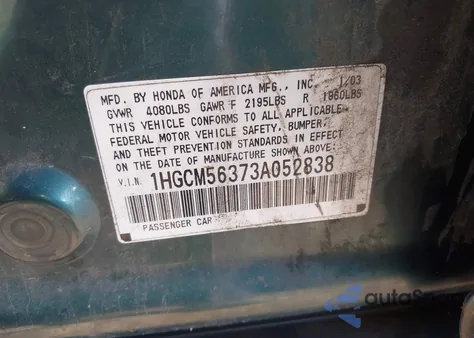 MFD. BY HONDA OF AMERICA MFG., INC. 1/03
GVWR 4080LBS GAWR F 2195LBS R 1960LBS
THIS VEHICLE CONFORMS TO ALL APPLICABLE
FEDERAL MOTOR VEHICLE SAFETY, BUMPER,
AND THEFT PREVENTION STANDARDS IN EFFECT
ON THE DATE OF MANUFACTURE SHOWN ABOVE.
V.I.N. 1HGCM56373A052838
PASSENGER CAR